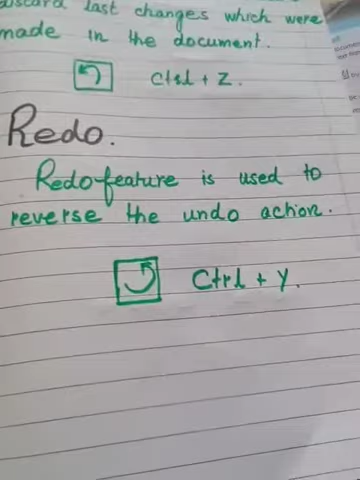 discard last changes which were
made in the document.
Ctrl + Z.
Redo.
Redo feature is used to
reverse the undo action.
Ctrl + Y.